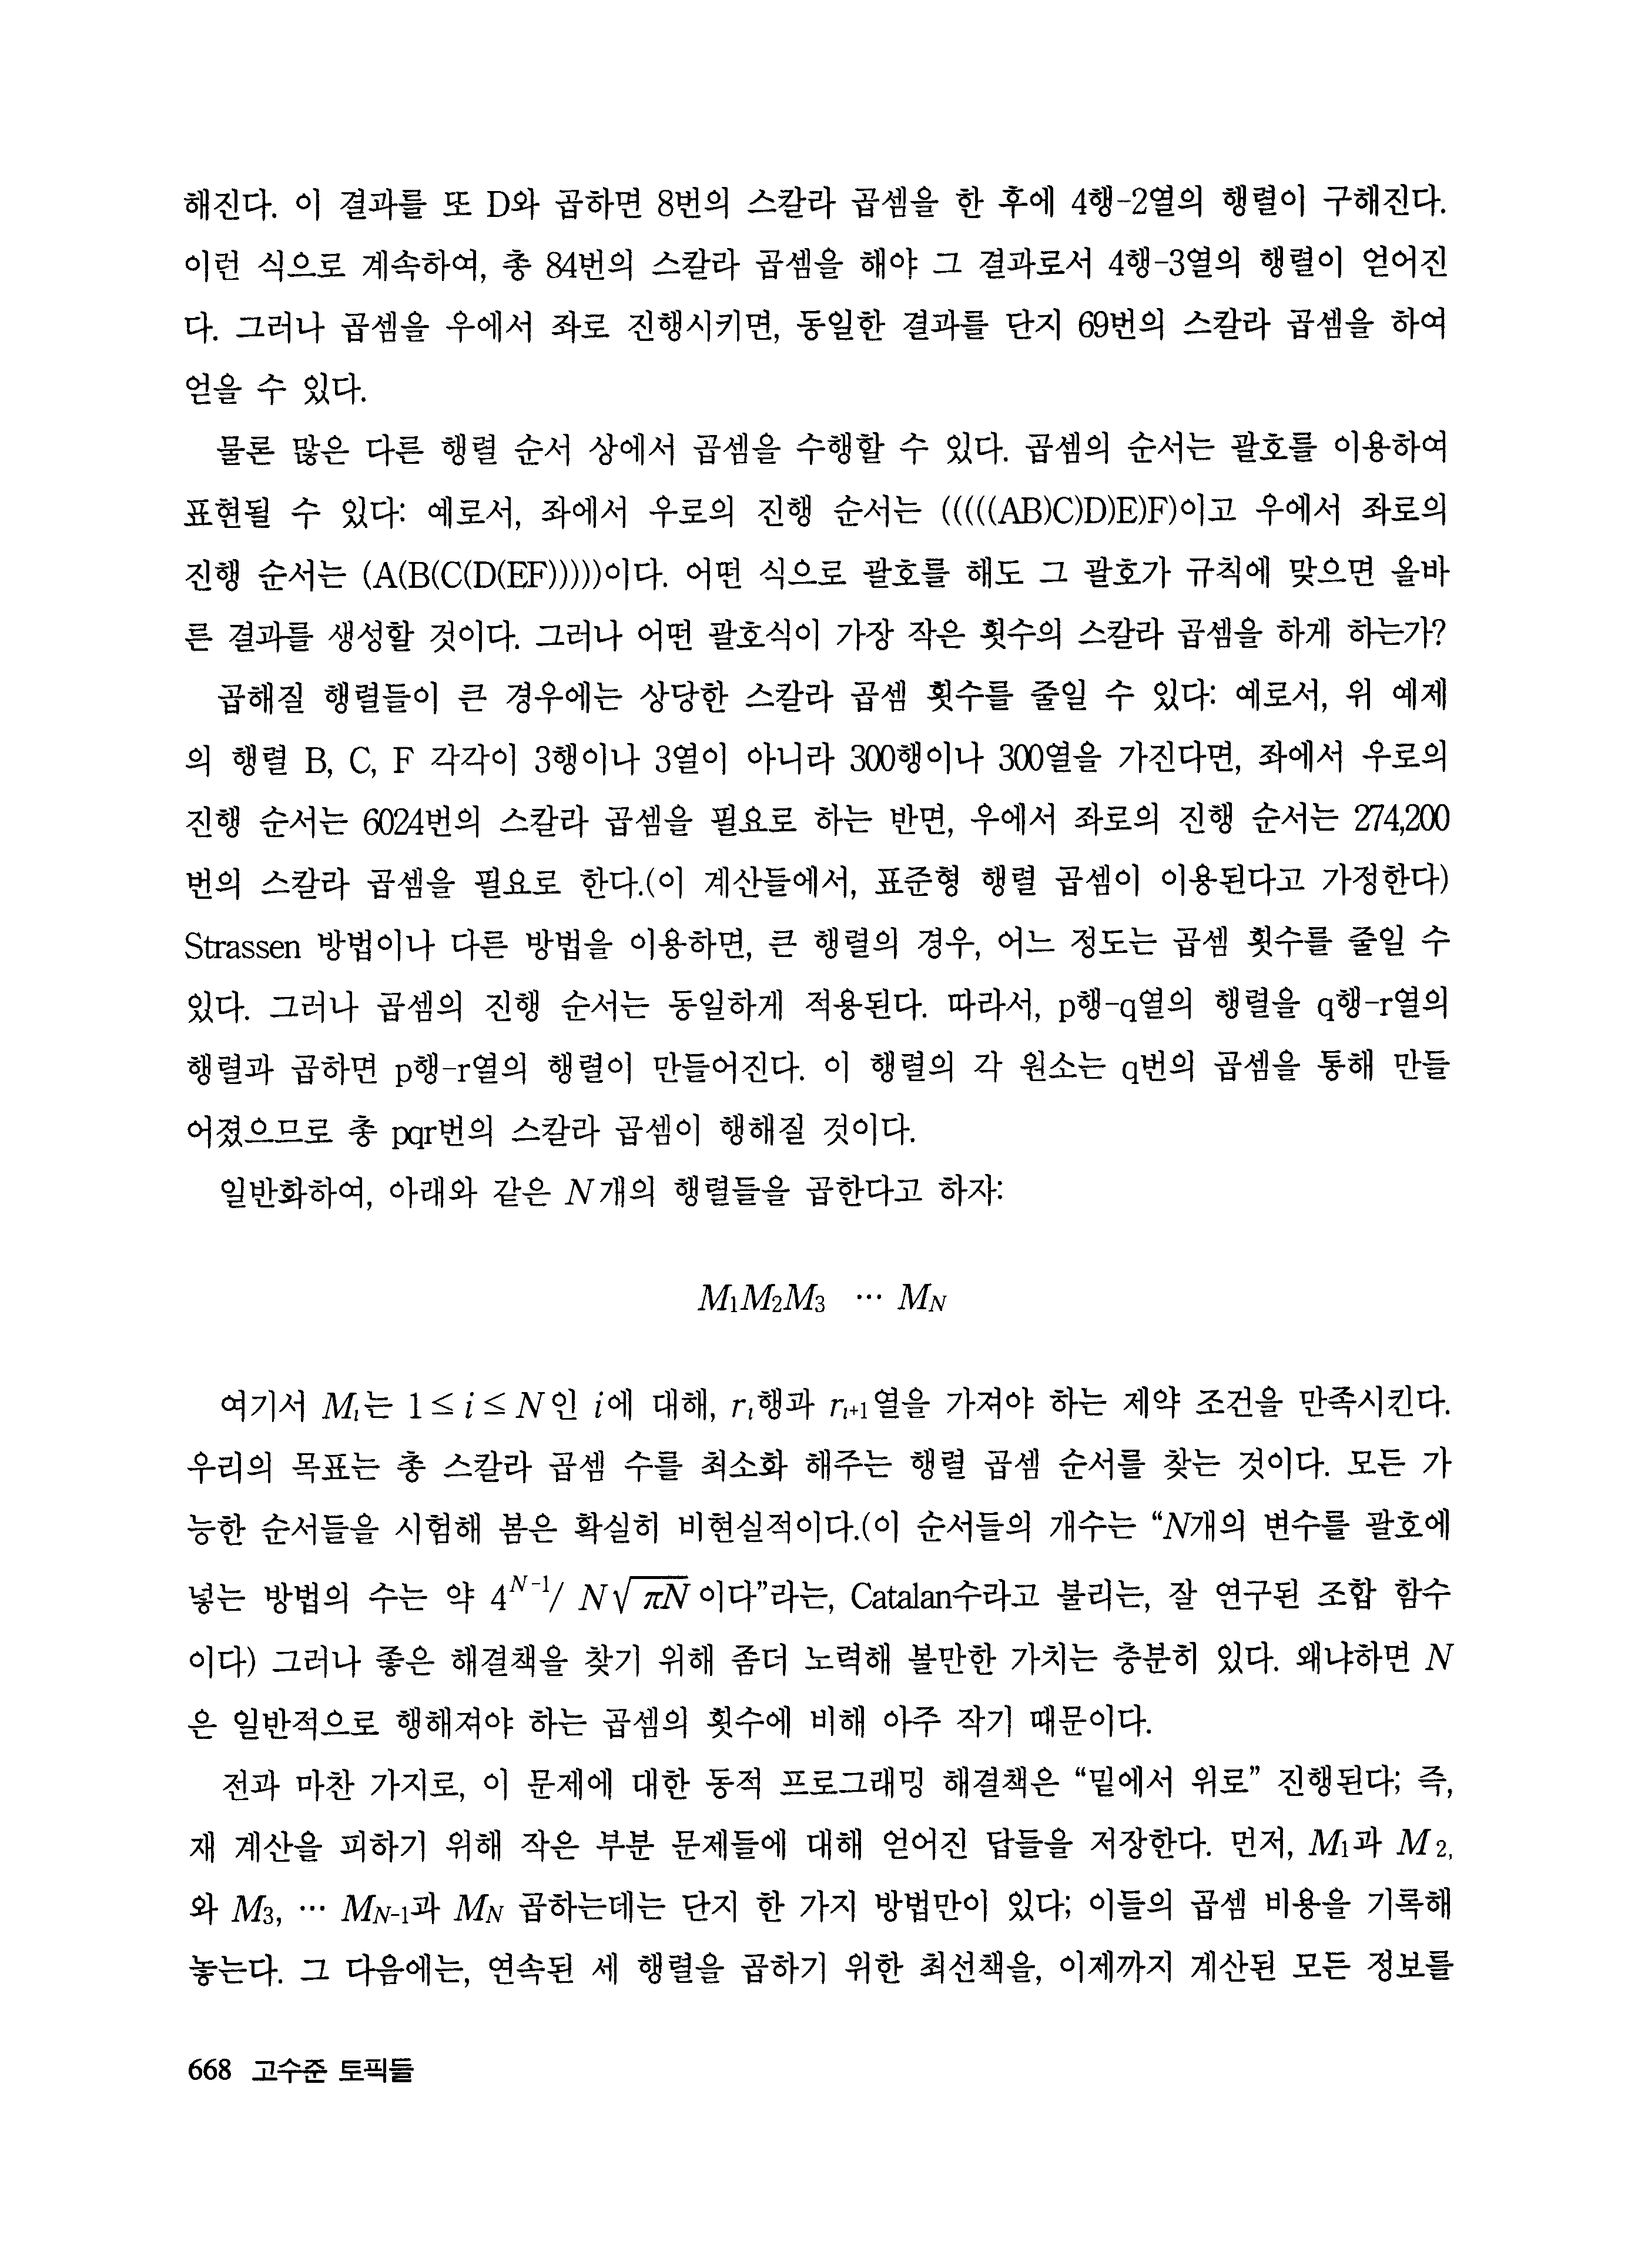 해진다. 이 결과를 또 D와 곱하면 8번의 스칼라 곱셈을 한 후에 4행-2열의 행렬이 구해진다.
이런 식으로 계속하여, 총 84번의 스칼라 곱셈을 해야 그 결과로서 4행-3열의 행렬이 얻어진
다. 그러나 곱셈을 우에서 좌로 진행시키면, 동일한 결과를 단지 69번의 스칼라 곱셈을 하여
얻을 수 있다.
물론 많은 다른 행렬 순서 상에서 곱셈을 수행할 수 있다. 곱셈의 순서는 괄호를 이용하여
표현될 수 있다: 예로서, 좌에서 우로의 진행 순서는 (((((AB)C)D)E)F)이고 우에서 좌로의
진행 순서는 (A(B(C(D(EF)))))이다. 어떤 식으로 괄호를 해도 그 괄호가 규칙에 맞으면 올바
른 결과를 생성할 것이다. 그러나 어떤 괄호식이 가장 작은 횟수의 스칼라 곱셈을 하게 하는가?
곱해질 행렬들이 큰 경우에는 상당한 스칼라 곱셈 횟수를 줄일 수 있다: 예로서, 위 예제
의 행렬 B, C, F 각각이 3행이나 3열이 아니라 300행이나 300열을 가진다면, 좌에서 우로의
진행 순서는 6024번의 스칼라 곱셈을 필요로 하는 반면, 우에서 좌로의 진행 순서는 274,200
번의 스칼라 곱셈을 필요로 한다.(이 계산들에서, 표준형 행렬 곱셈이 이용된다고 가정한다)
Strassen 방법이나 다른 방법을 이용하면, 큰 행렬의 경우, 어느 정도는 곱셈 횟수를 줄일 수
있다. 그러나 곱셈의 진행 순서는 동일하게 적용된다. 따라서, p행-q열의 행렬을 q행-r열의
행렬과 곱하면 p행-r열의 행렬이 만들어진다. 이 행렬의 각 원소는 q번의 곱셈을 통해 만들
어졌으므로 총 pqr번의 스칼라 곱셈이 행해질 것이다.
일반화하여, 아래와 같은 N개의 행렬들을 곱한다고 하자:
M₁M₂M₃ ⋯ M_N
여기서 Mᵢ는 1≤i≤N인 i에 대해, rᵢ행과 rᵢ₊₁열을 가져야 하는 제약 조건을 만족시킨다.
우리의 목표는 총 스칼라 곱셈 수를 최소화 해주는 행렬 곱셈 순서를 찾는 것이다. 모든 가
능한 순서들을 시험해 봄은 확실히 비현실적이다.(이 순서들의 개수는 “N개의 변수를 괄호에
넣는 방법의 수는 약 4^{N-1}/ N√πN이다”라는, Catalan수라고 불리는, 잘 연구된 조합 함수
이다) 그러나 좋은 해결책을 찾기 위해 좀더 노력해 볼만한 가치는 충분히 있다. 왜냐하면 N
은 일반적으로 행해져야 하는 곱셈의 횟수에 비해 아주 작기 때문이다.
전과 마찬 가지로, 이 문제에 대한 동적 프로그래밍 해결책은 “밑에서 위로” 진행된다; 즉,
재 계산을 피하기 위해 작은 부분 문제들에 대해 얻어진 답들을 저장한다. 먼저, M₁과 M₂,
와 M₃, ⋯ M_{N-1}과 M_N 곱하는데는 단지 한 가지 방법만이 있다; 이들의 곱셈 비용을 기록해
놓는다. 그 다음에는, 연속된 세 행렬을 곱하기 위한 최선책을, 이제까지 계산된 모든 정보를
668 고수준 토픽들